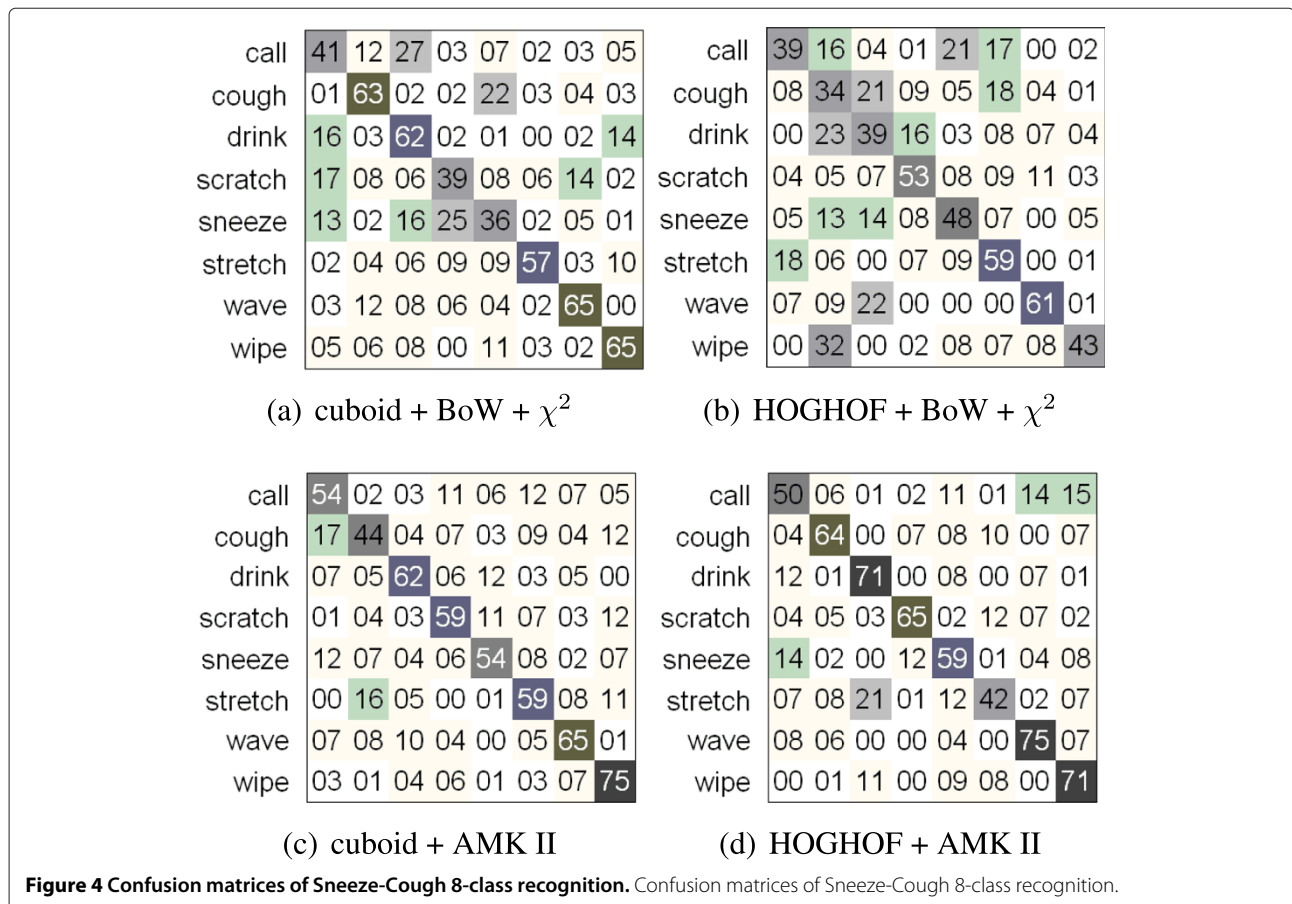 call 41 12 27 03 07 02 03 05
cough 01 63 02 02 22 03 04 03
drink 16 03 62 02 01 00 02 14
scratch 17 08 06 39 08 06 14 02
sneeze 13 02 16 25 36 02 05 01
stretch 02 04 06 09 09 57 03 10
wave 03 12 08 06 04 02 65 00
wipe 05 06 08 00 11 03 02 65
(a) cuboid + BoW + χ²
call 39 16 04 01 21 17 00 02
cough 08 34 21 09 05 18 04 01
drink 00 23 39 16 03 08 07 04
scratch 04 05 07 53 08 09 11 03
sneeze 05 13 14 08 48 07 00 05
stretch 18 06 00 07 09 59 00 01
wave 07 09 22 00 00 00 61 01
wipe 00 32 00 02 08 07 08 43
(b) HOGHOF + BoW + χ²
call 54 02 03 11 06 12 07 05
cough 17 44 04 07 03 09 04 12
drink 07 05 62 06 12 03 05 00
scratch 01 04 03 59 11 07 03 12
sneeze 12 07 04 06 54 08 02 07
stretch 00 16 05 00 01 59 08 11
wave 07 08 10 04 00 05 65 01
wipe 03 01 04 06 01 03 07 75
(c) cuboid + AMK II
call 50 06 01 02 11 01 14 15
cough 04 64 00 07 08 10 00 07
drink 12 01 71 00 08 00 07 01
scratch 04 05 03 65 02 12 07 02
sneeze 14 02 00 12 59 01 04 08
stretch 07 08 21 01 12 42 02 07
wave 08 06 00 00 04 00 75 07
wipe 00 01 11 00 09 08 00 71
(d) HOGHOF + AMK II
Figure 4 Confusion matrices of Sneeze-Cough 8-class recognition. Confusion matrices of Sneeze-Cough 8-class recognition.